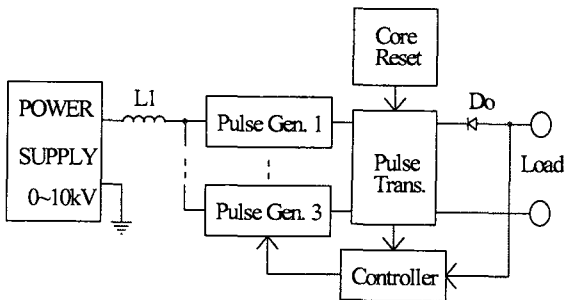 Core
Reset
POWER
SUPPLY
0~10kV
L1
Pulse Gen. 1
Pulse Gen. 3
Pulse
Trans.
Do
Load
Controller